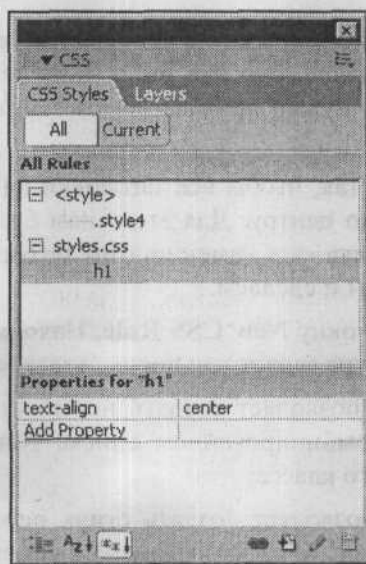 CSS
CSS Styles Layers
All Current
All Rules
<style>
.style4
styles.css
h1
Properties for "h1"
text-align center
Add Property